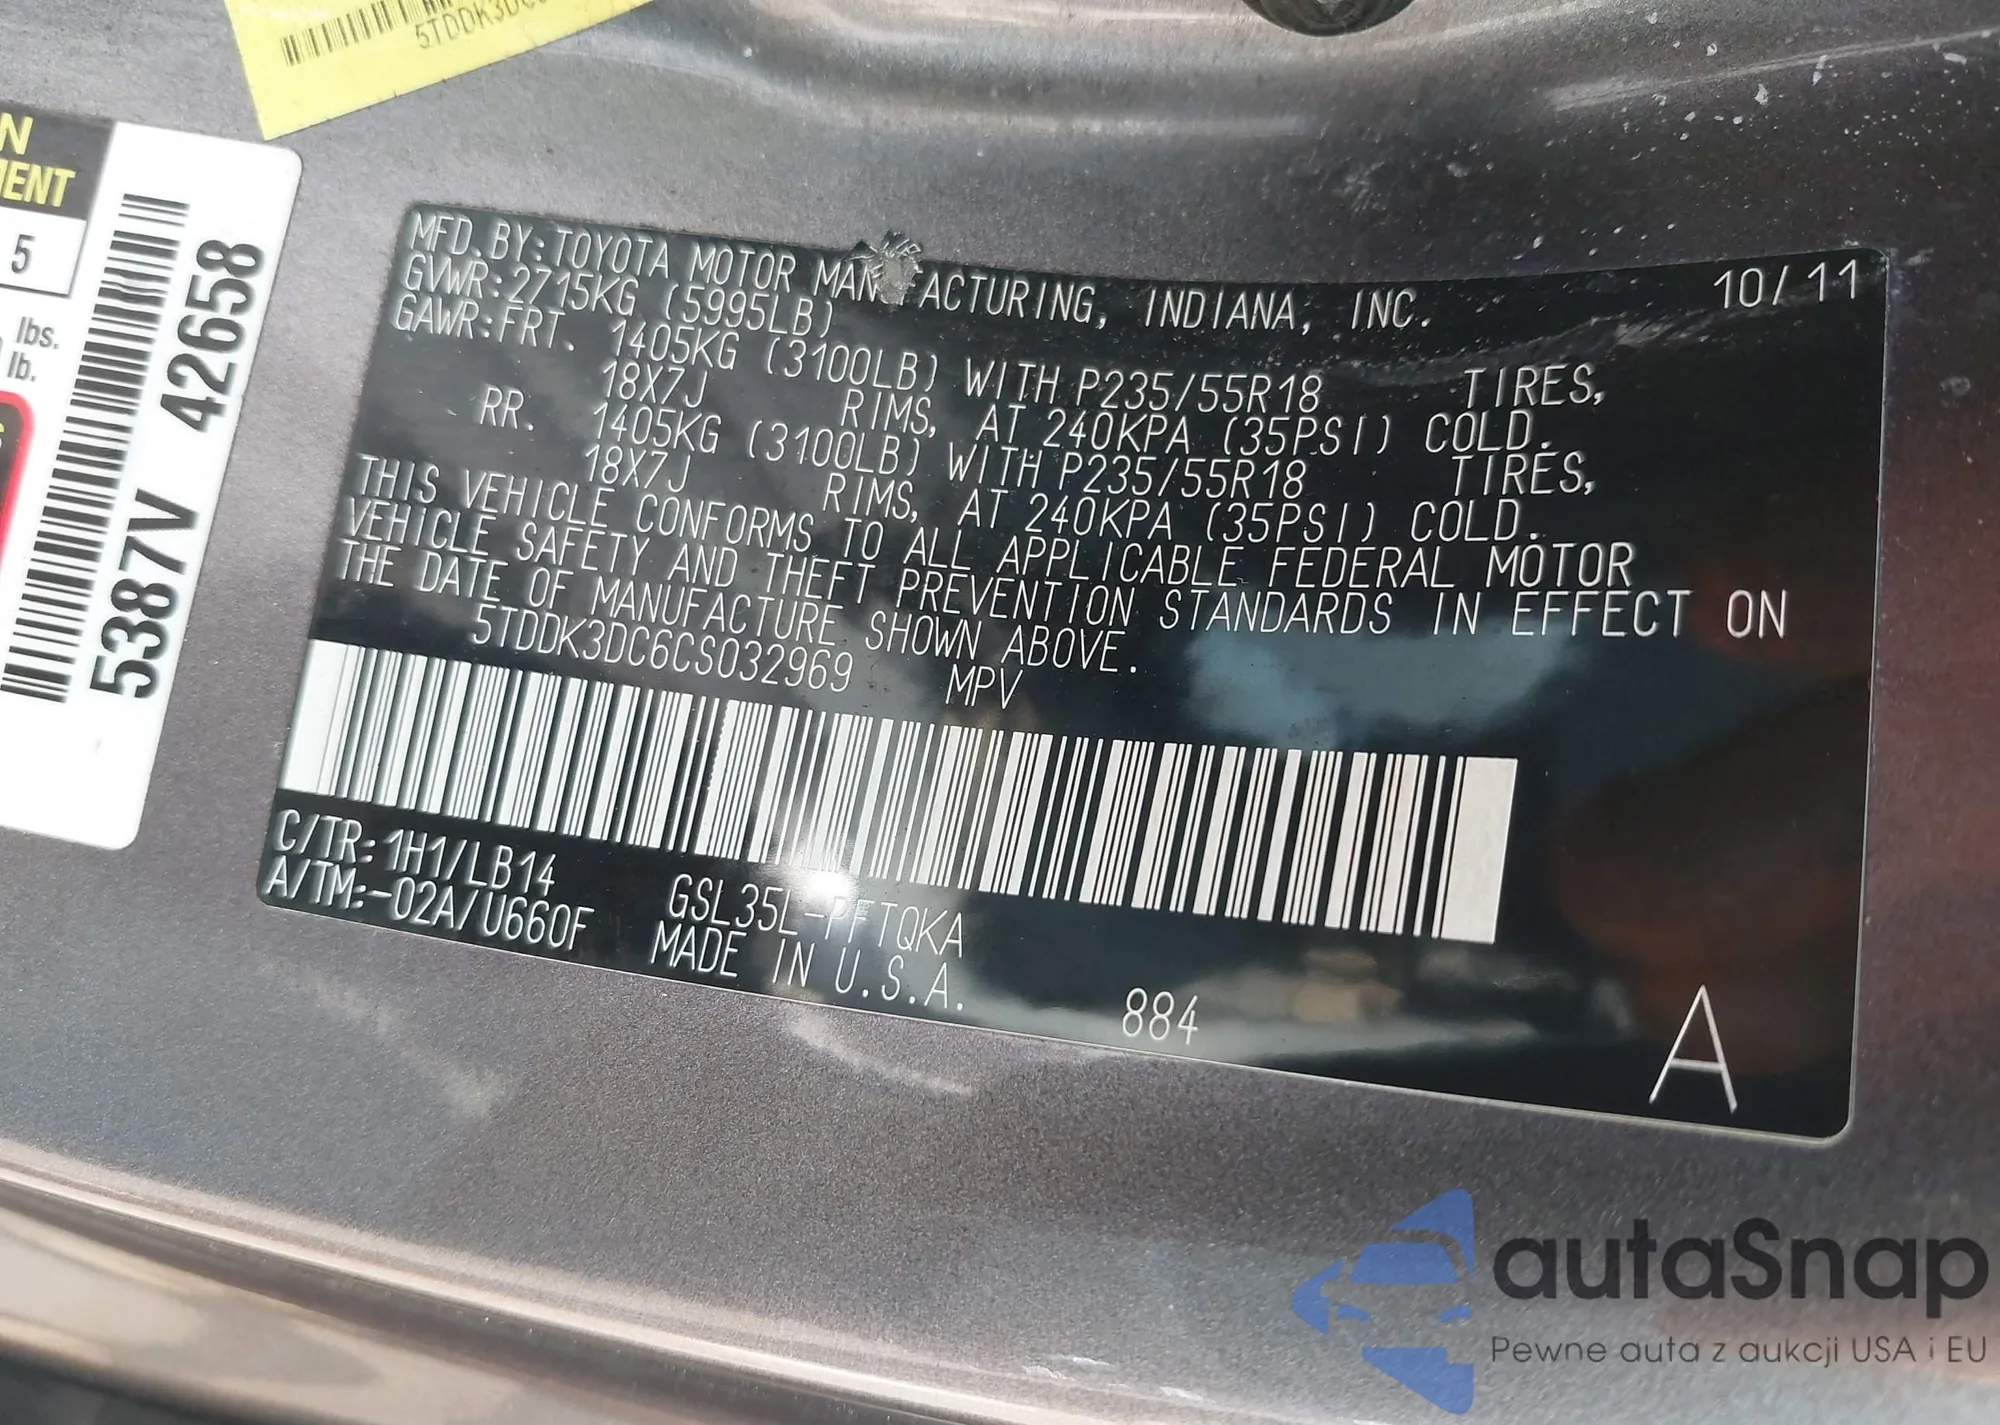 5TDDK3DC
N
MENT
5
lbs.
lb.
5387V 42658
MFD. BY: TOYOTA MOTOR MAN ACTURING, INDIANA, INC. 10/11
GVWR: 2715KG (5995LB)
GAWR: FRT. 1405KG (3100LB) WITH P235/55R18 TIRES,
18X7J RIMS, AT 240KPA (35PSI) COLD.
RR. 1405KG (3100LB) WITH P235/55R18 TIRES,
18X7J RIMS, AT 240KPA (35PSI) COLD.
THIS VEHICLE CONFORMS TO ALL APPLICABLE FEDERAL MOTOR
VEHICLE SAFETY AND THEFT PREVENTION STANDARDS IN EFFECT ON
THE DATE OF MANUFACTURE SHOWN ABOVE.
5TDDK3DC6CS032969 MPV
C/TR: 1H1/LB14 GSL35L-PFTQKA
A/TM: -02A/U660F MADE IN U.S.A. 884
A
autaSnap
Pewne auta z aukcji USA i EU